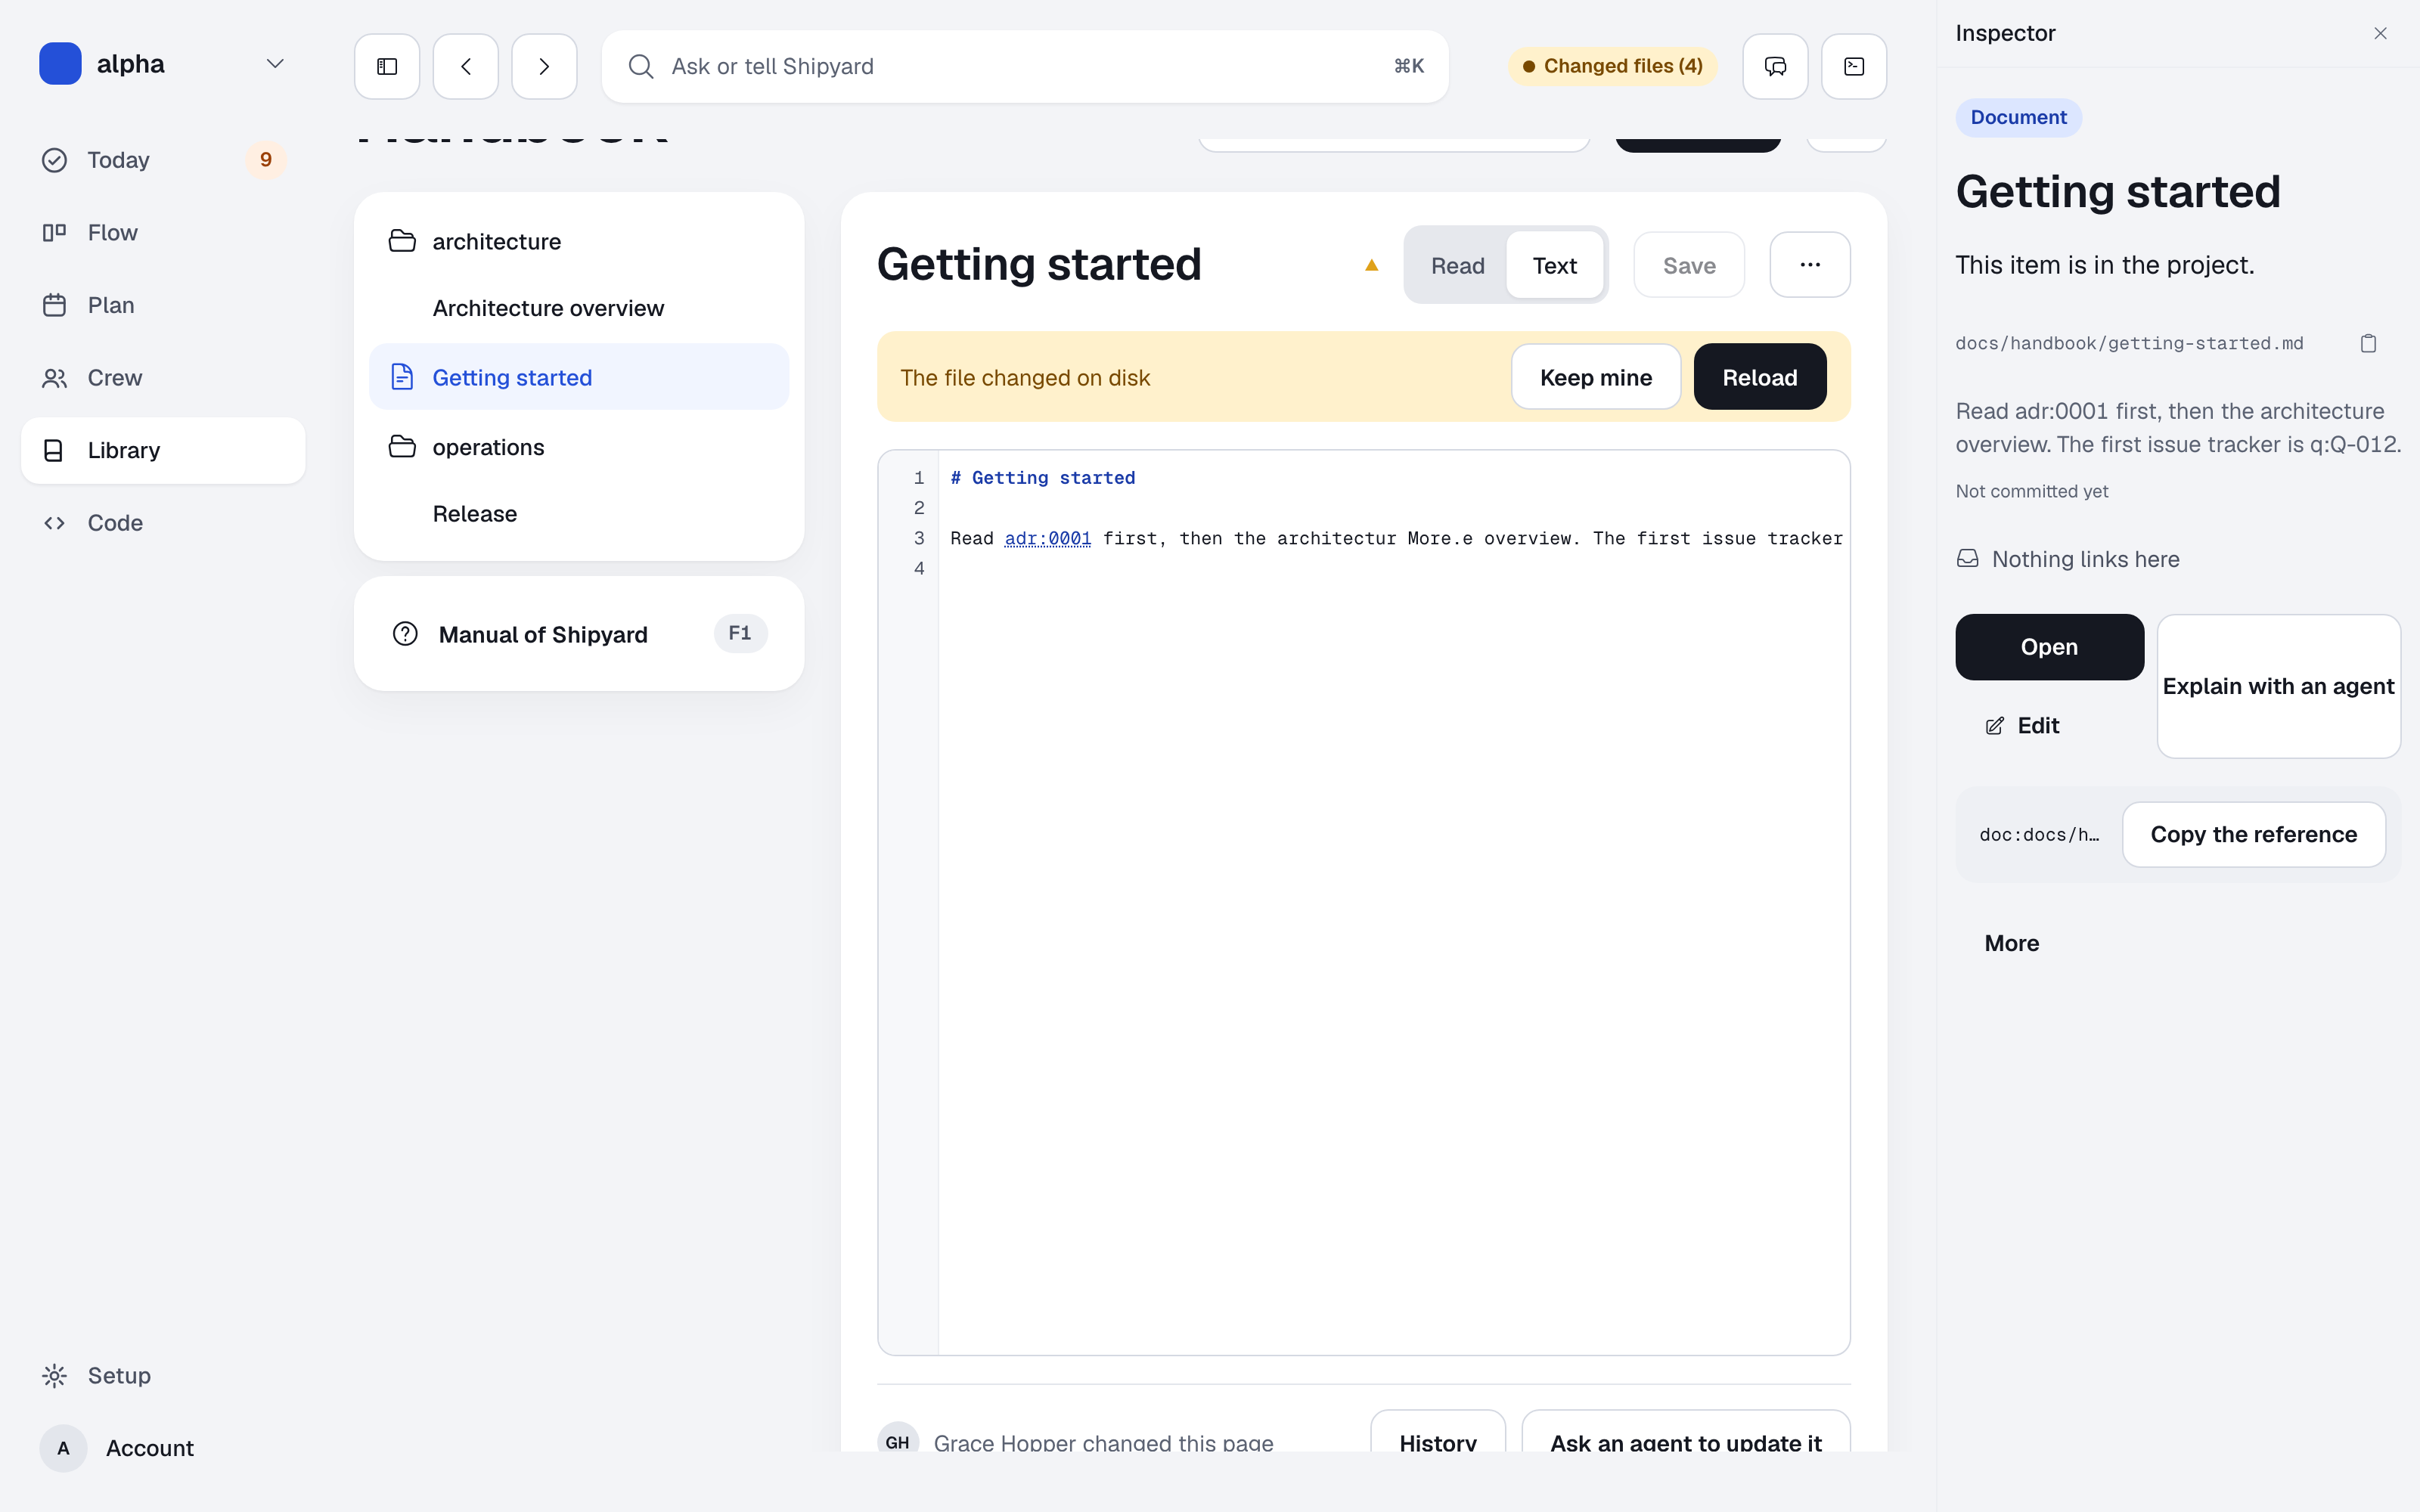 alpha
Today 9
Flow
Plan
Crew
Library
Code
Setup
A Account
Ask or tell Shipyard ⌘K
Changed files (4)
Handbook
architecture
Architecture overview
Getting started
operations
Release
Manual of Shipyard F1
Getting started
Read Text Save ...
The file changed on disk
Keep mine Reload
1 # Getting started
2
3 Read adr:0001 first, then the architectur More.e overview. The first issue tracker
4
GH Grace Hopper changed this page
History Ask an agent to update it
Inspector
Document
Getting started
This item is in the project.
docs/handbook/getting-started.md
Read adr:0001 first, then the architecture
overview. The first issue tracker is q:Q-012.
Not committed yet
Nothing links here
Open
Explain with an agent
Edit
doc:docs/h… Copy the reference
More